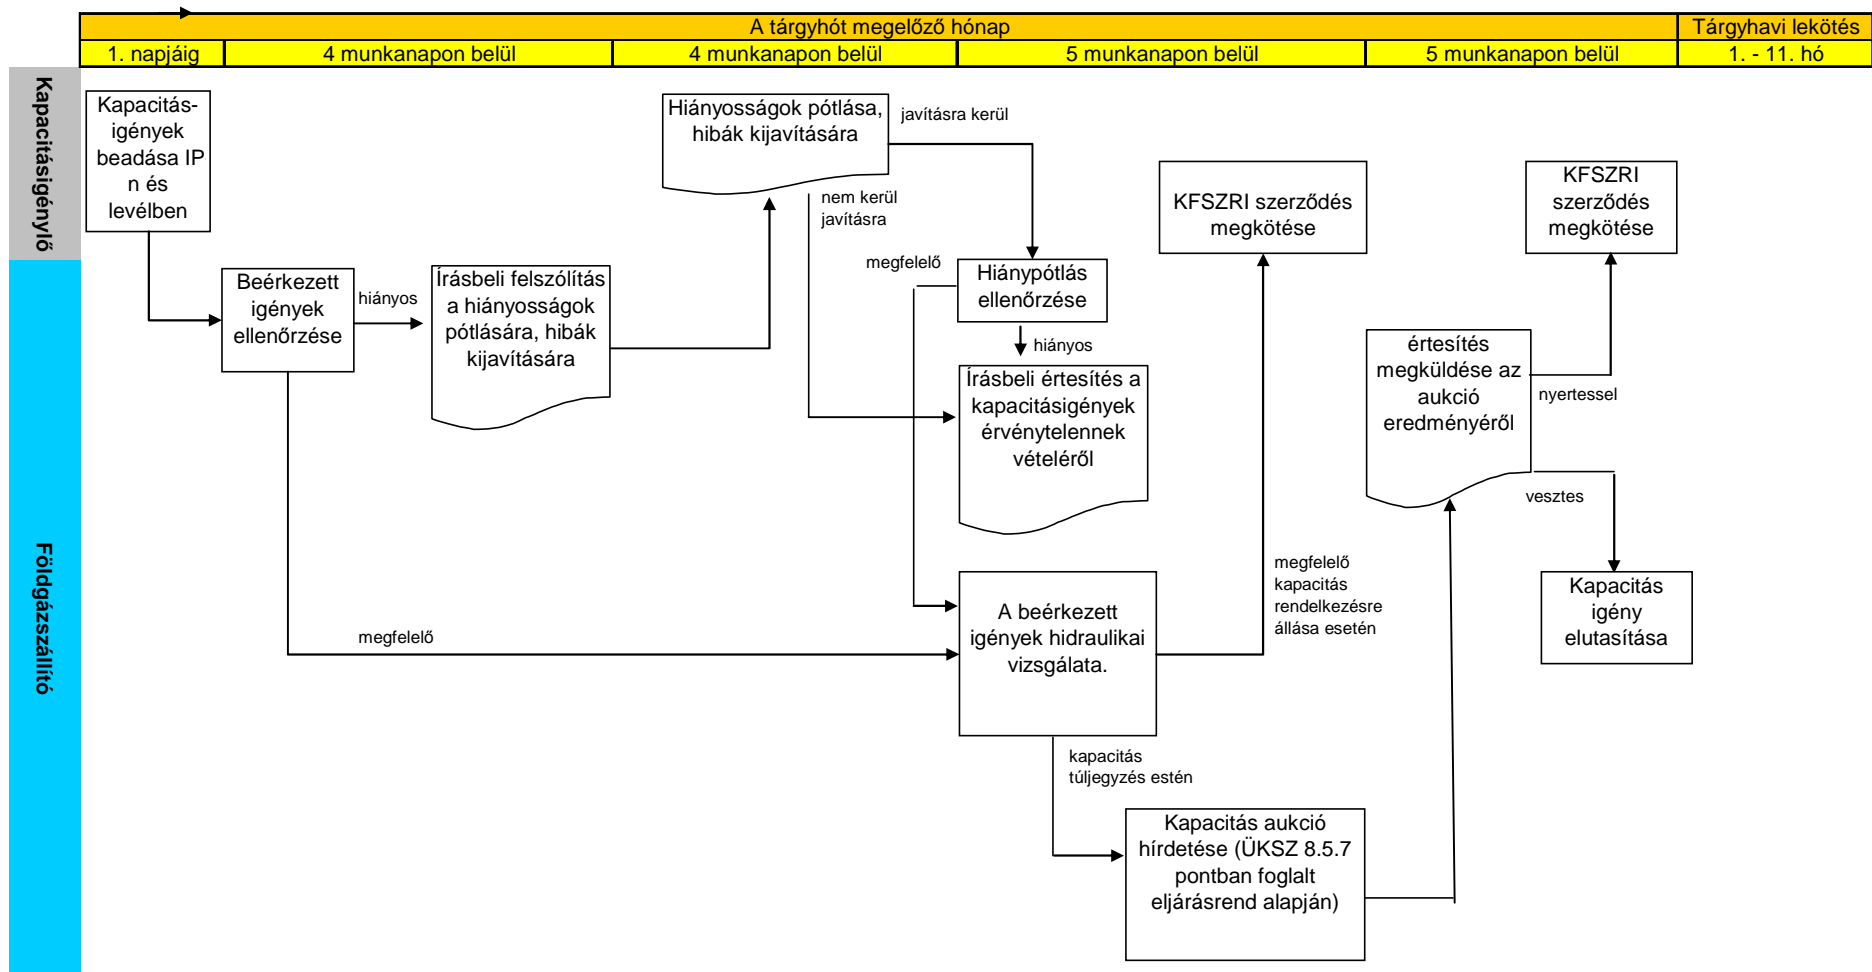 A tárgyhót megelőző hónap
Tárgyhavi lekötés
1. napjáig
4 munkanapon belül
4 munkanapon belül
5 munkanapon belül
5 munkanapon belül
1. - 11. hó
Kapacitásigénylő
Földgázszállító
Kapacitás-
igények
beadása IP
n és
levélben
Beérkezett
igények
ellenőrzése
hiányos
megfelelő
Írásbeli felszólítás
a hiányosságok
pótlására, hibák
kijavítására
Hiányosságok pótlása,
hibák kijavítására
javításra kerül
nem kerül
javításra
megfelelő
Hiánypótlás
ellenőrzése
hiányos
Írásbeli értesítés a
kapacitásigények
érvénytelennek
vételéről
A beérkezett
igények hidraulikai
vizsgálata.
megfelelő
kapacitás
rendelkezésre
állása esetén
KFSZRI szerződés
megkötése
kapacitás
túljegyzés estén
Kapacitás aukció
hírdetése (ÜKSZ 8.5.7
pontban foglalt
eljárásrend alapján)
értesítés
megküldése az
aukció
eredményéről
nyertessel
vesztes
KFSZRI
szerződés
megkötése
Kapacitás
igény
elutasítása